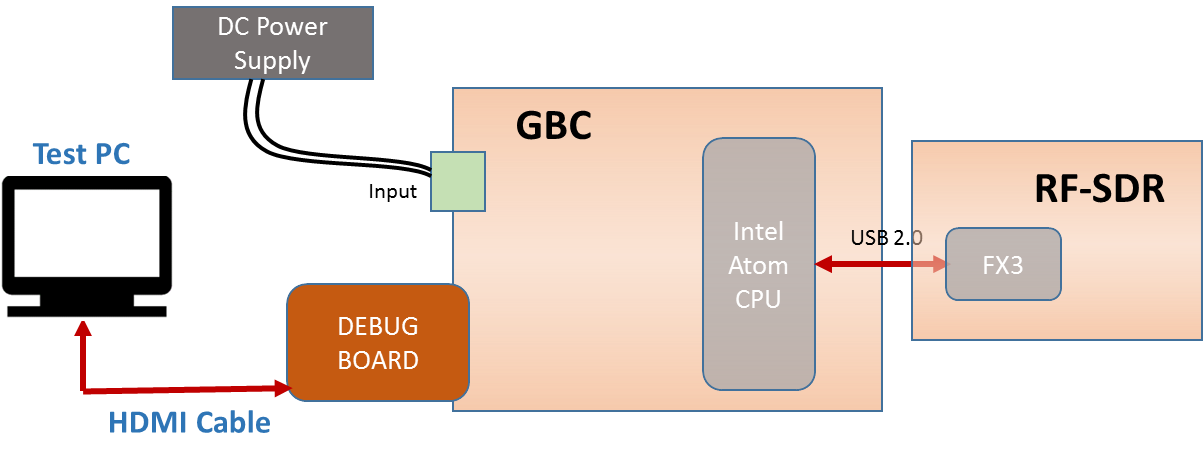 DC Power
Supply
GBC
Test PC
Input
RF-SDR
Intel
Atom
CPU
USB 2.0
FX3
DEBUG
BOARD
HDMI Cable